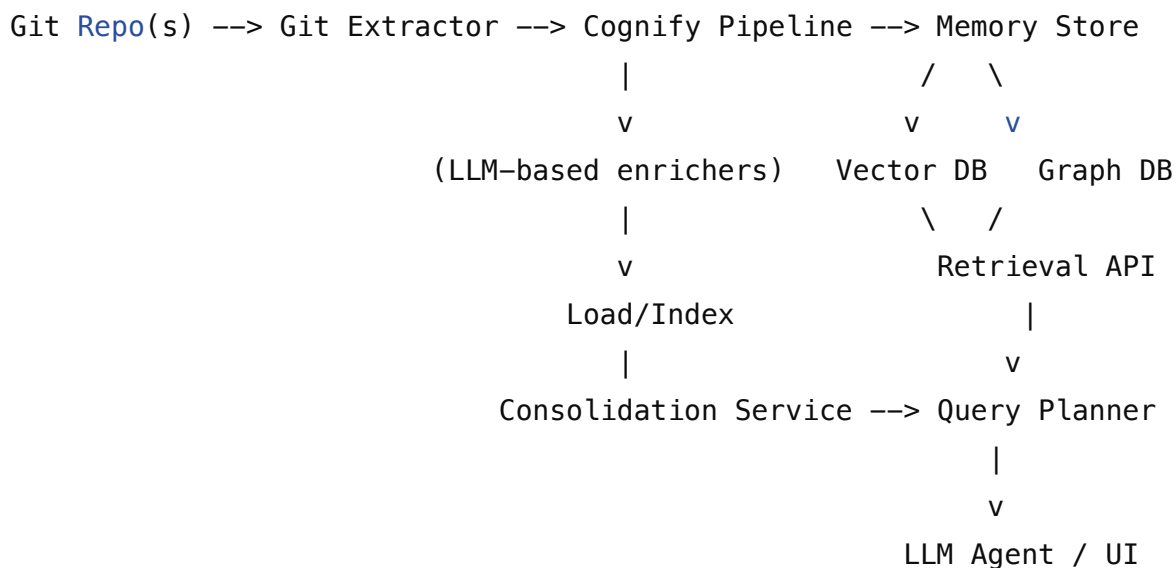 Git Repo(s) --> Git Extractor --> Cognify Pipeline --> Memory Store
| / \
v v v
(LLM-based enrichers) Vector DB Graph DB
| \ /
v Retrieval API
Load/Index |
| v
Consolidation Service --> Query Planner
|
v
LLM Agent / UI